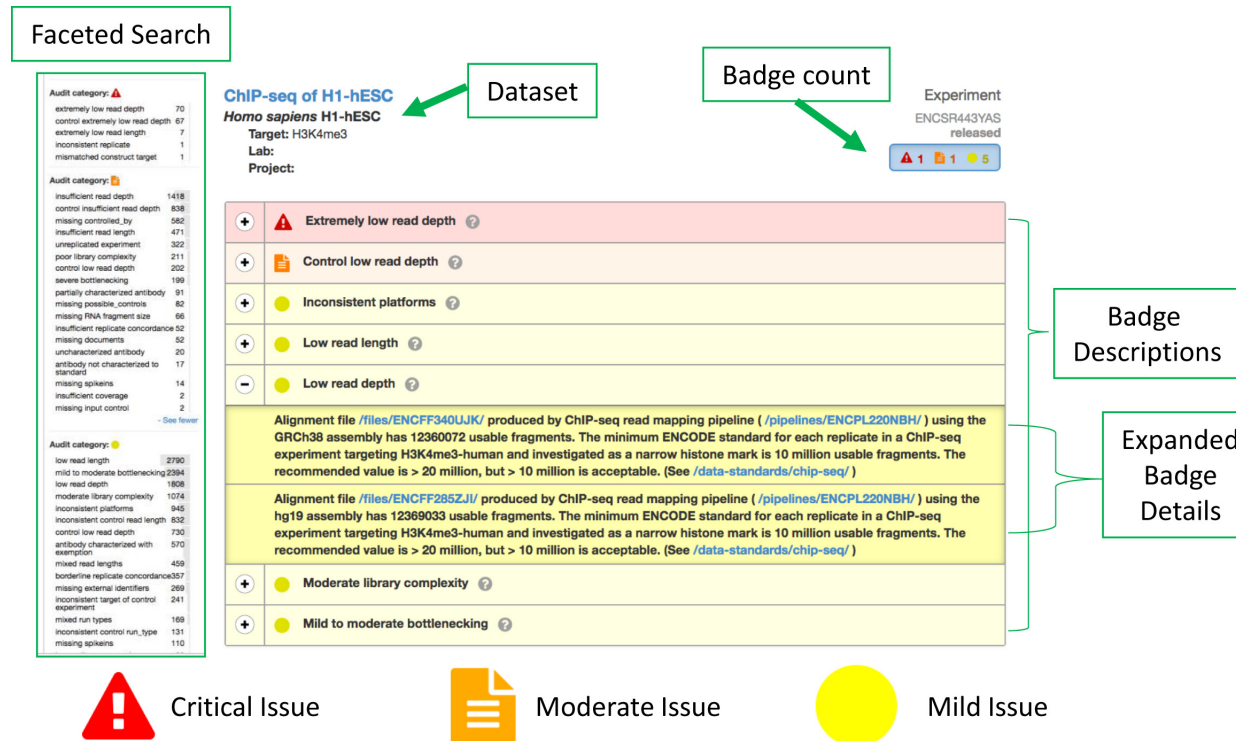 Faceted Search
Audit category:
extremely low read depth 70
control extremely low read depth 67
extremely low read length 7
inconsistent replicate 1
mismatched construct target 1
Audit category:
insufficient read depth 1418
control insufficient read depth 838
missing controlled_by 582
insufficient read length 471
unreplicated experiment 322
poor library complexity 211
control low read depth 202
severe bottlenecking 199
partially characterized antibody 91
missing possible_controls 82
missing RNA fragment size 66
insufficient replicate concordance 52
missing documents 52
uncharacterized antibody 20
antibody not characterized to 17
standard
missing spikeins 14
insufficient coverage 2
missing input control 2
- See fewer
Audit category:
low read length 2790
mild to moderate bottlenecking 2394
low read depth 1808
moderate library complexity 1074
inconsistent platforms 945
inconsistent control read length 832
control low read depth 730
antibody characterized with 570
exemption
mixed read lengths 459
borderline replicate concordance 357
missing external identifiers 269
inconsistent target of control 241
experiment
mixed run types 169
inconsistent control run_type 131
missing spikeins 110
ChIP-seq of H1-hESC
Homo sapiens H1-hESC
Target: H3K4me3
Lab:
Project:
Dataset
Badge count
Experiment
ENCSR443YAS
released
1 1 5
Extremely low read depth ?
Control low read depth ?
Inconsistent platforms ?
Low read length ?
Low read depth ?
Alignment file /files/ENCFF340UJK/ produced by ChIP-seq read mapping pipeline ( /pipelines/ENCPL220NBH/ ) using the
GRCh38 assembly has 12360072 usable fragments. The minimum ENCODE standard for each replicate in a ChIP-seq
experiment targeting H3K4me3-human and investigated as a narrow histone mark is 10 million usable fragments. The
recommended value is > 20 million, but > 10 million is acceptable. (See /data-standards/chip-seq/ )
Alignment file /files/ENCFF285ZJI/ produced by ChIP-seq read mapping pipeline ( /pipelines/ENCPL220NBH/ ) using the
hg19 assembly has 12369033 usable fragments. The minimum ENCODE standard for each replicate in a ChIP-seq
experiment targeting H3K4me3-human and investigated as a narrow histone mark is 10 million usable fragments. The
recommended value is > 20 million, but > 10 million is acceptable. (See /data-standards/chip-seq/ )
Moderate library complexity ?
Mild to moderate bottlenecking ?
Badge
Descriptions
Expanded
Badge
Details
Critical Issue
Moderate Issue
Mild Issue